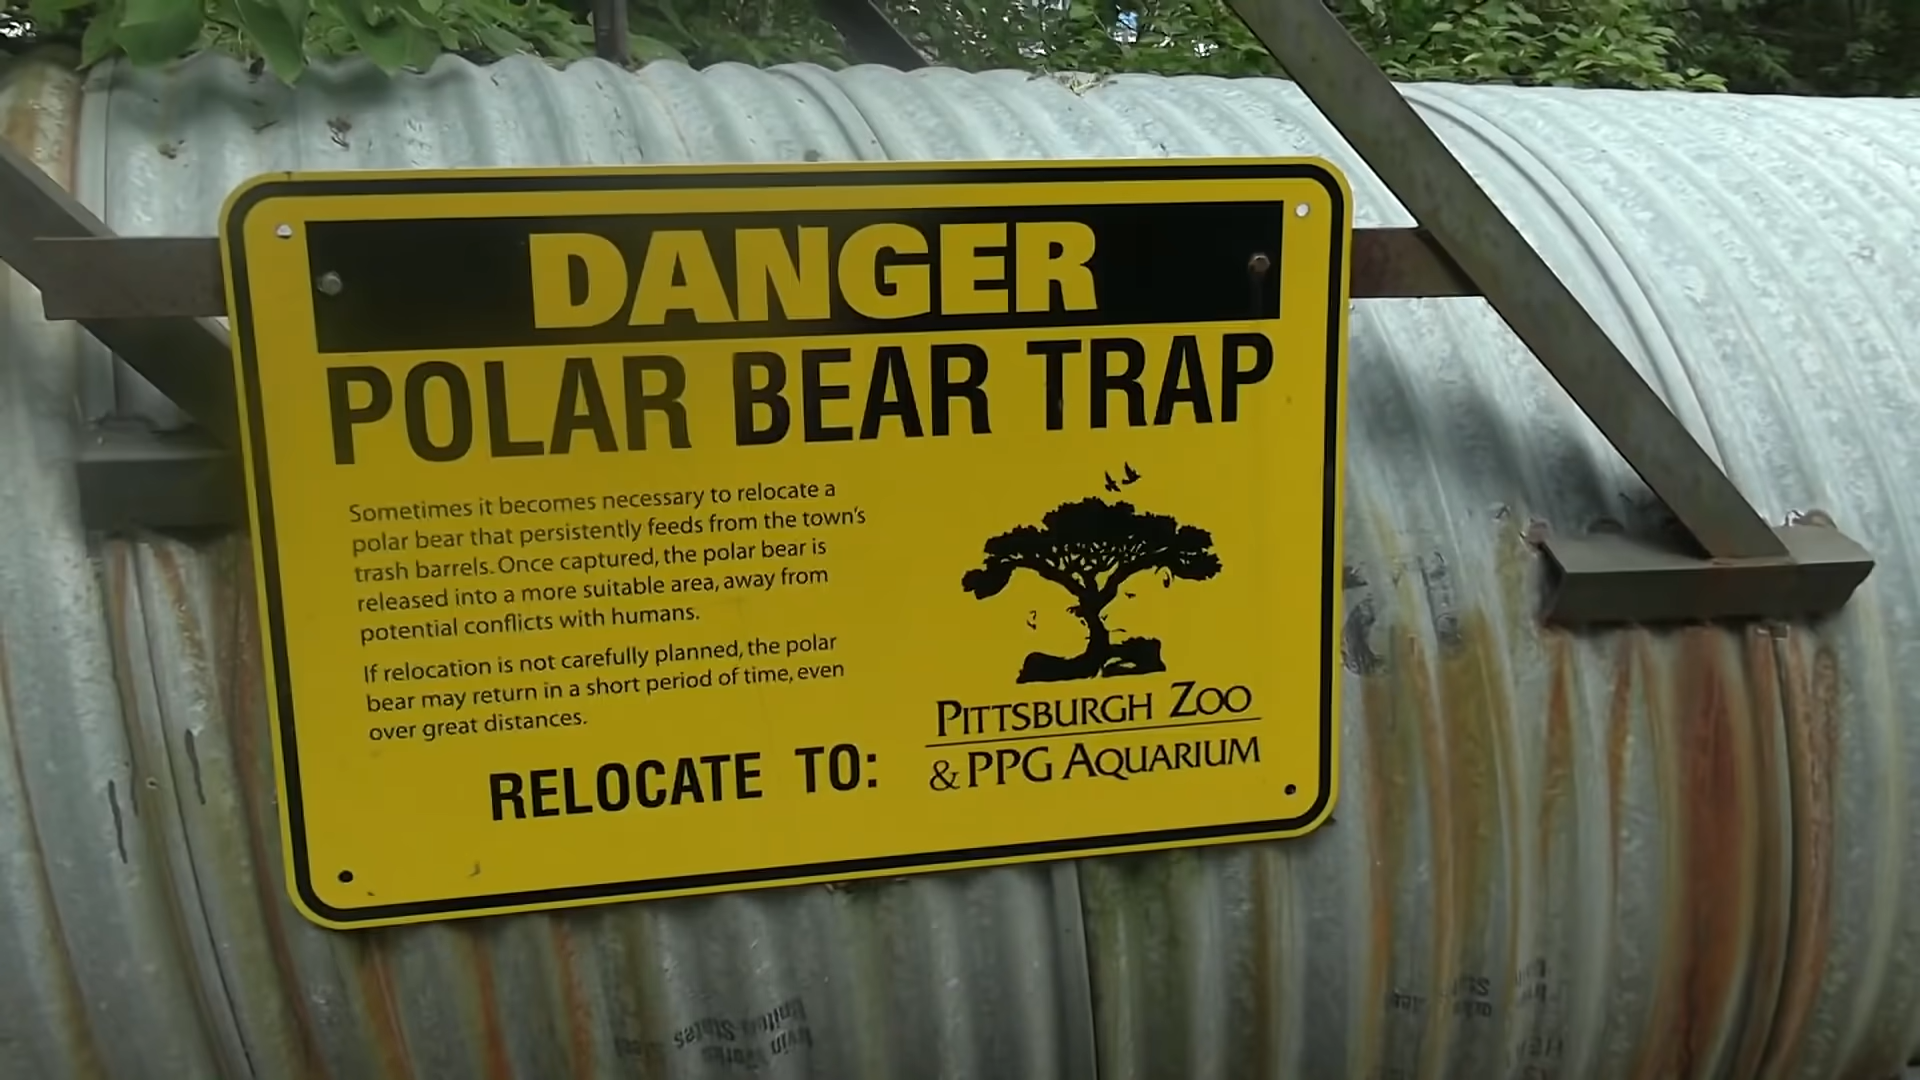 DANGER
POLAR BEAR TRAP
Sometimes it becomes necessary to relocate a
polar bear that persistently feeds from the town's
trash barrels. Once captured, the polar bear is
released into a more suitable area, away from
potential conflicts with humans.
If relocation is not carefully planned, the polar
bear may return in a short period of time, even
over great distances.
RELOCATE TO:
PITTSBURGH ZOO
& PPG AQUARIUM
United States